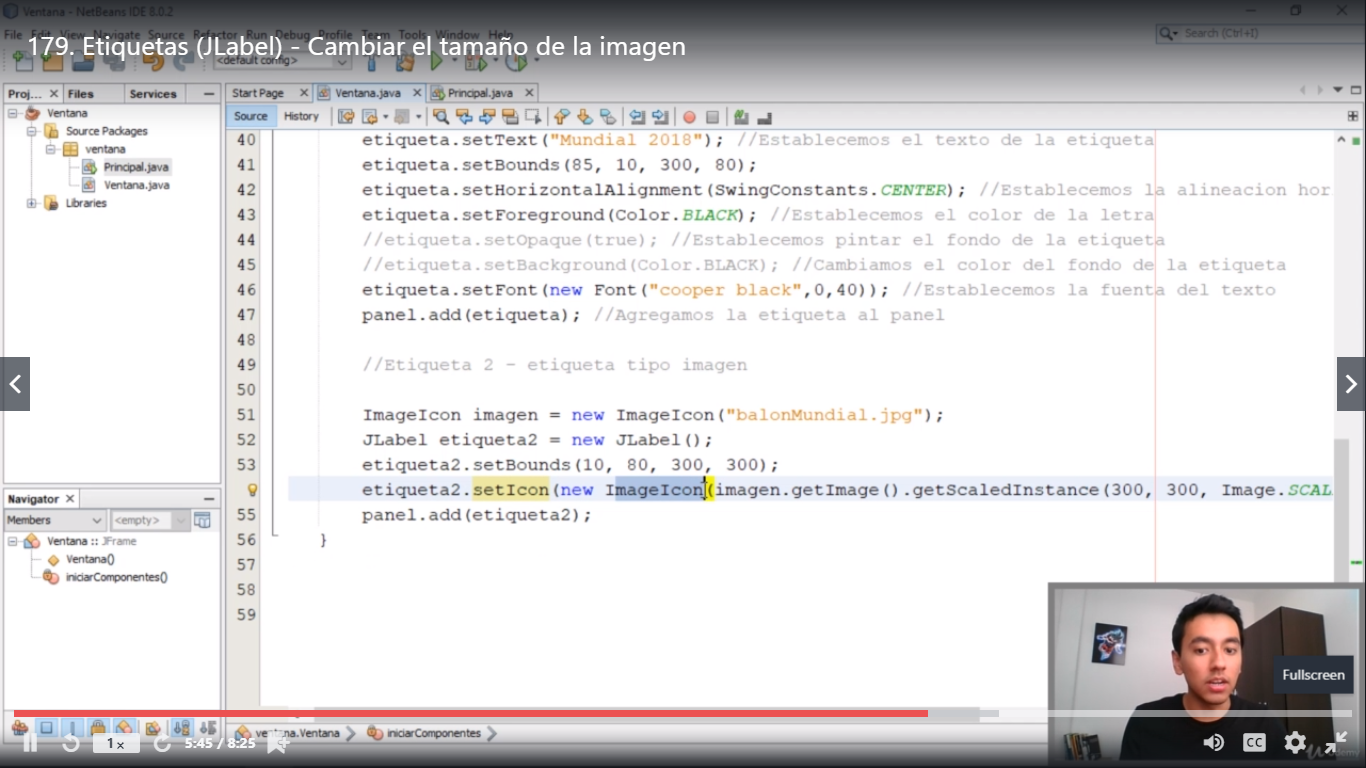 Ventana - NetBeans IDE 8.0.2
File Edit View Navigate Source Refactor Run Debug Profile Team Tools Window Help
Search (Ctrl+I)
179. Etiquetas (JLabel) - Cambiar el tamaño de la imagen
<default config>
Proj... Files Services
Start Page Ventana.java Principal.java
Source History
Ventana
Source Packages
ventana
Principal.java
Ventana.java
Libraries
40 etiqueta.setText("Mundial 2018"); //Establecemos el texto de la etiqueta
41 etiqueta.setBounds(85, 10, 300, 80);
42 etiqueta.setHorizontalAlignment(SwingConstants.CENTER); //Establecemos la alineacion hor
43 etiqueta.setForeground(Color.BLACK); //Establecemos el color de la letra
44 //etiqueta.setOpaque(true); //Establecemos pintar el fondo de la etiqueta
45 //etiqueta.setBackground(Color.BLACK); //Cambiamos el color del fondo de la etiqueta
46 etiqueta.setFont(new Font("cooper black",0,40)); //Establecemos la fuenta del texto
47 panel.add(etiqueta); //Agregamos la etiqueta al panel
48
49 //Etiqueta 2 - etiqueta tipo imagen
50
51 ImageIcon imagen = new ImageIcon("balonMundial.jpg");
52 JLabel etiqueta2 = new JLabel();
53 etiqueta2.setBounds(10, 80, 300, 300);
etiqueta2.setIcon(new ImageIcon(imagen.getImage().getScaledInstance(300, 300, Image.SCAL
55 panel.add(etiqueta2);
56 }
57
58
59
Navigator
Members <empty>
Ventana :: JFrame
Ventana()
iniciarComponentes()
Fullscreen
ventana.Ventana iniciarComponentes
1x 5:45 / 8:25 CC